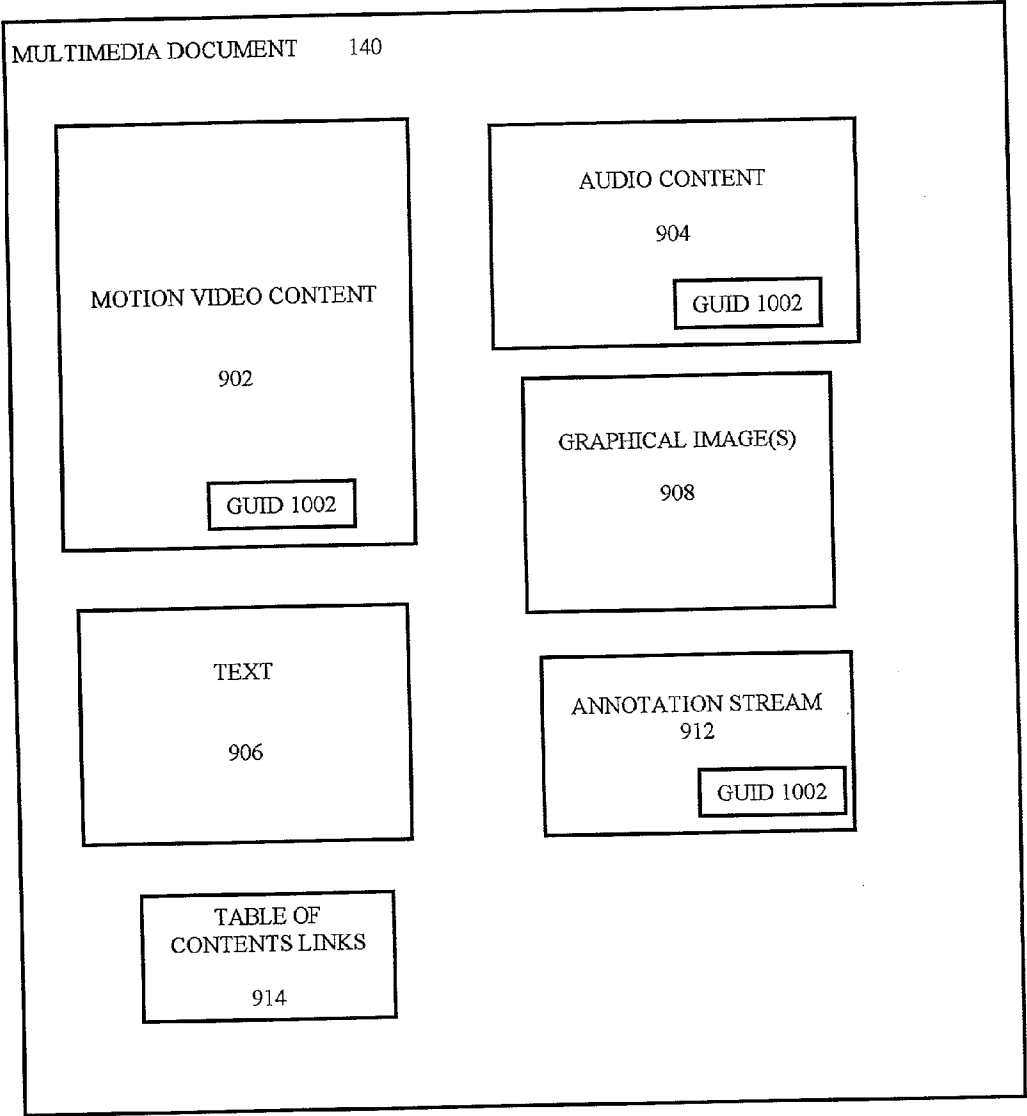 MULTIMEDIA DOCUMENT 140
MOTION VIDEO CONTENT
902
GUID 1002
AUDIO CONTENT
904
GUID 1002
GRAPHICAL IMAGE(S)
908
TEXT
906
ANNOTATION STREAM
912
GUID 1002
TABLE OF
CONTENTS LINKS
914